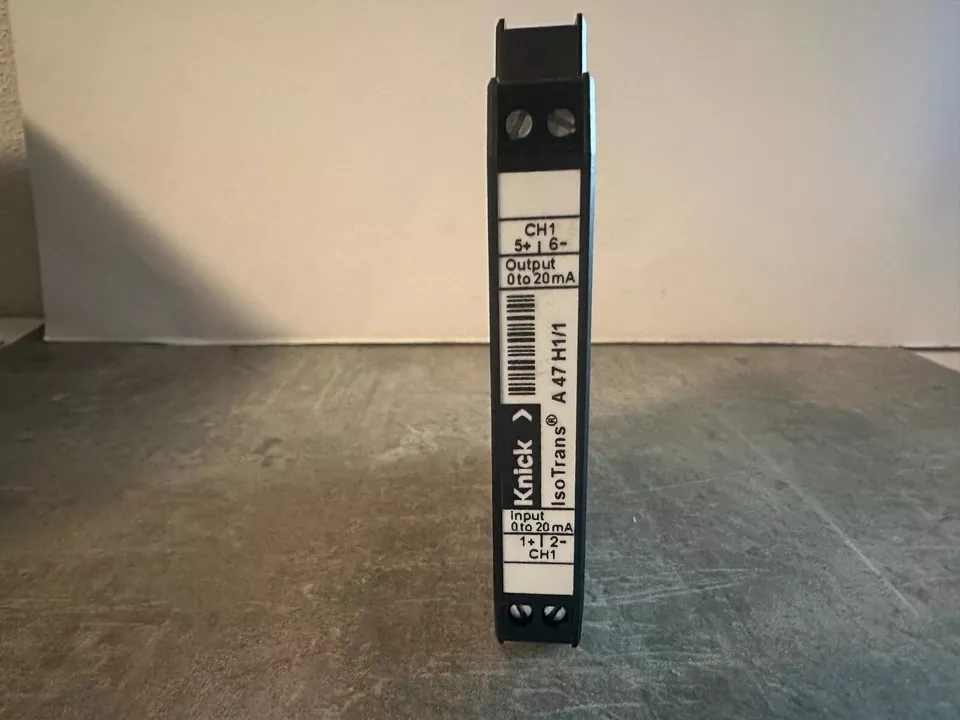 CH1
5+ | 6-
Output
0 to 20 mA
Knick >
IsoTrans® A 47 H1/1
Input
0 to 20 mA
1+ | 2-
CH1